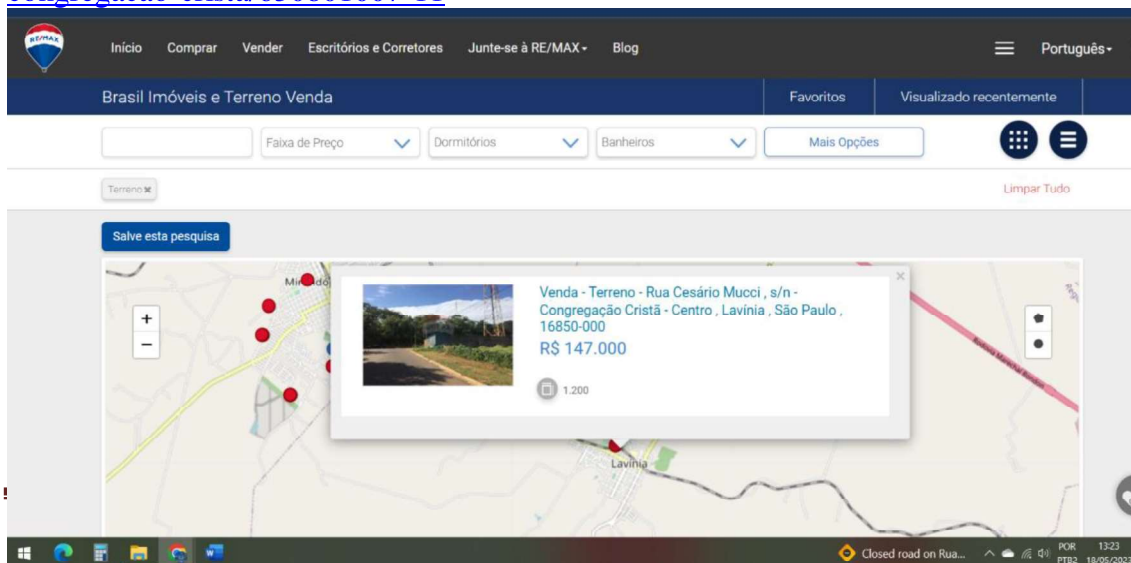 RE/MAX
Início Comprar Vender Escritórios e Corretores Junte-se à RE/MAX Blog Português
Brasil Imóveis e Terreno Venda Favoritos Visualizado recentemente
Faixa de Preço Dormitórios Banheiros Mais Opções
Terreno Limpar Tudo
Salve esta pesquisa
Venda - Terreno - Rua Cesário Mucci , s/n -
Congregação Cristã - Centro , Lavínia , São Paulo ,
16850-000
R$ 147.000
1.200
Rodovia Marechal Rondon
Lavínia
Closed road on Rua... POR 13:23
PTB2